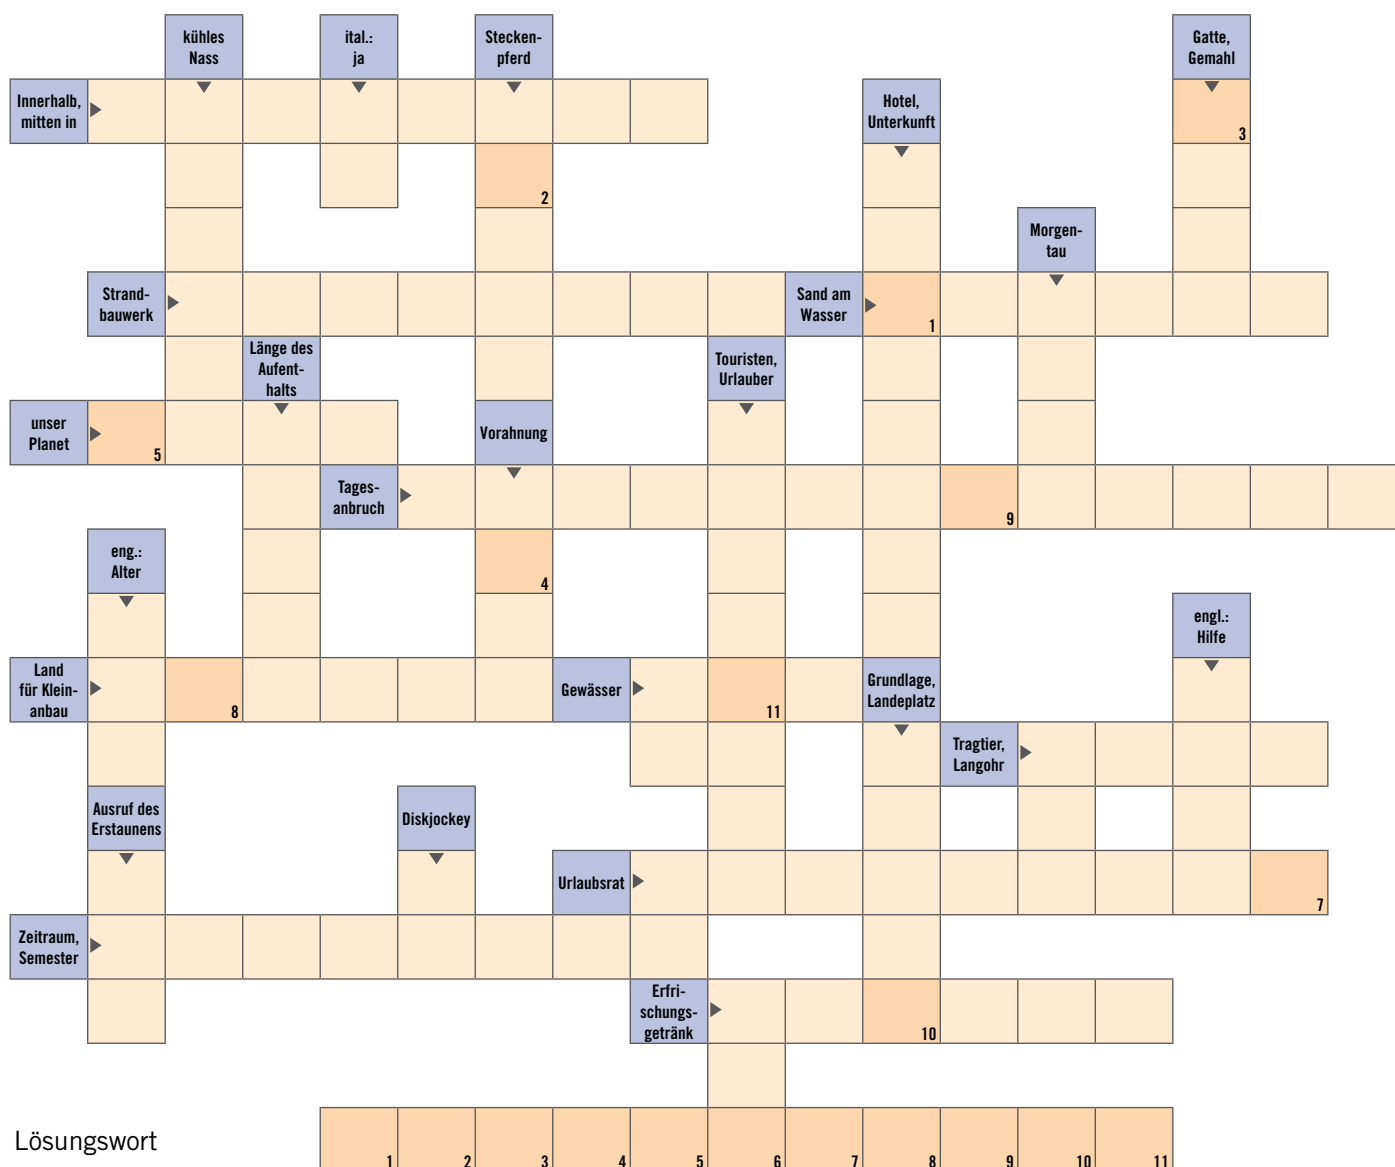 kühles
Nass
ital.:
ja
Stecken-
pferd
Gatte,
Gemahl
Innerhalb,
mitten in
Hotel,
Unterkunft
3
2
Morgen-
tau
Strand-
bauwerk
Sand am
Wasser
1
Länge des
Aufent-
halts
Touristen,
Urlauber
unser
Planet
5
Vorahnung
Tages-
anbruch
9
eng.:
Alter
4
engl.:
Hilfe
Land
für Klein-
anbau
8
Gewässer
11
Grundlage,
Landeplatz
Tragtier,
Langohr
Ausruf des
Erstaunens
Diskjockey
Urlaubsrat
7
Zeitraum,
Semester
Erfri-
schungs-
getränk
10
Lösungswort
1 2 3 4 5 6 7 8 9 10 11